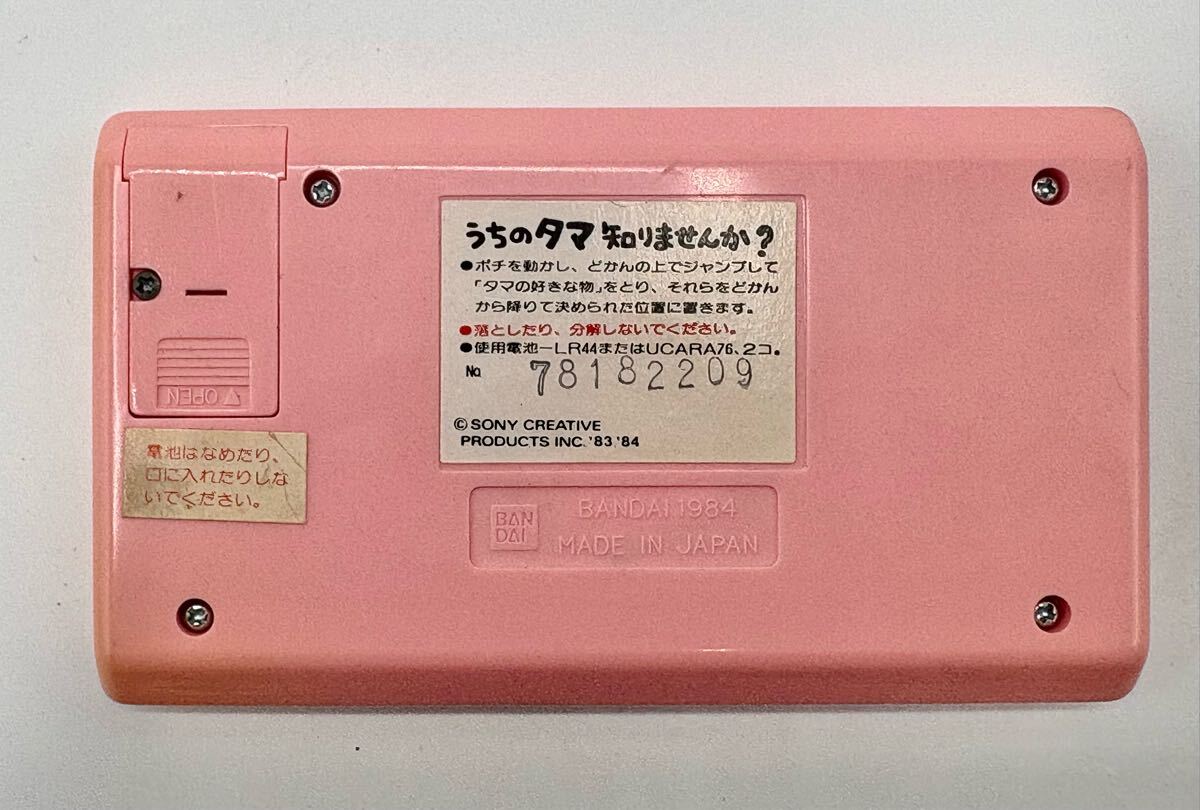 うちのタマ知りませんか?
●ポチを動かし、どかんの上でジャンプして
「タマの好きな物」をとり、それらをどかん
から降りて決められた位置に置きます。
●落としたり、分解しないでください。
●使用電池ーLR44またはUCARA76、2コ。
№ 78182209
©SONY CREATIVE
PRODUCTS INC. '83 '84
▽OPEN
電池はなめたり、
口に入れたりしな
いでください。
BAN
DAI
BANDAI 1984
MADE IN JAPAN